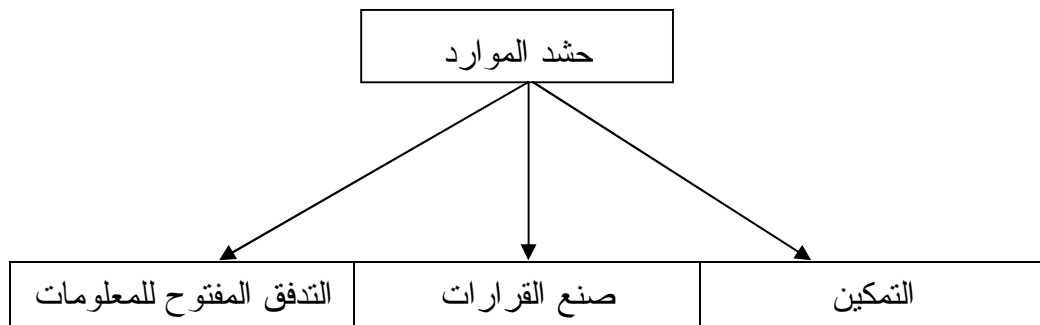 حشد الموارد
التمكين
صنع القرارات
التدفق المفتوح للمعلومات